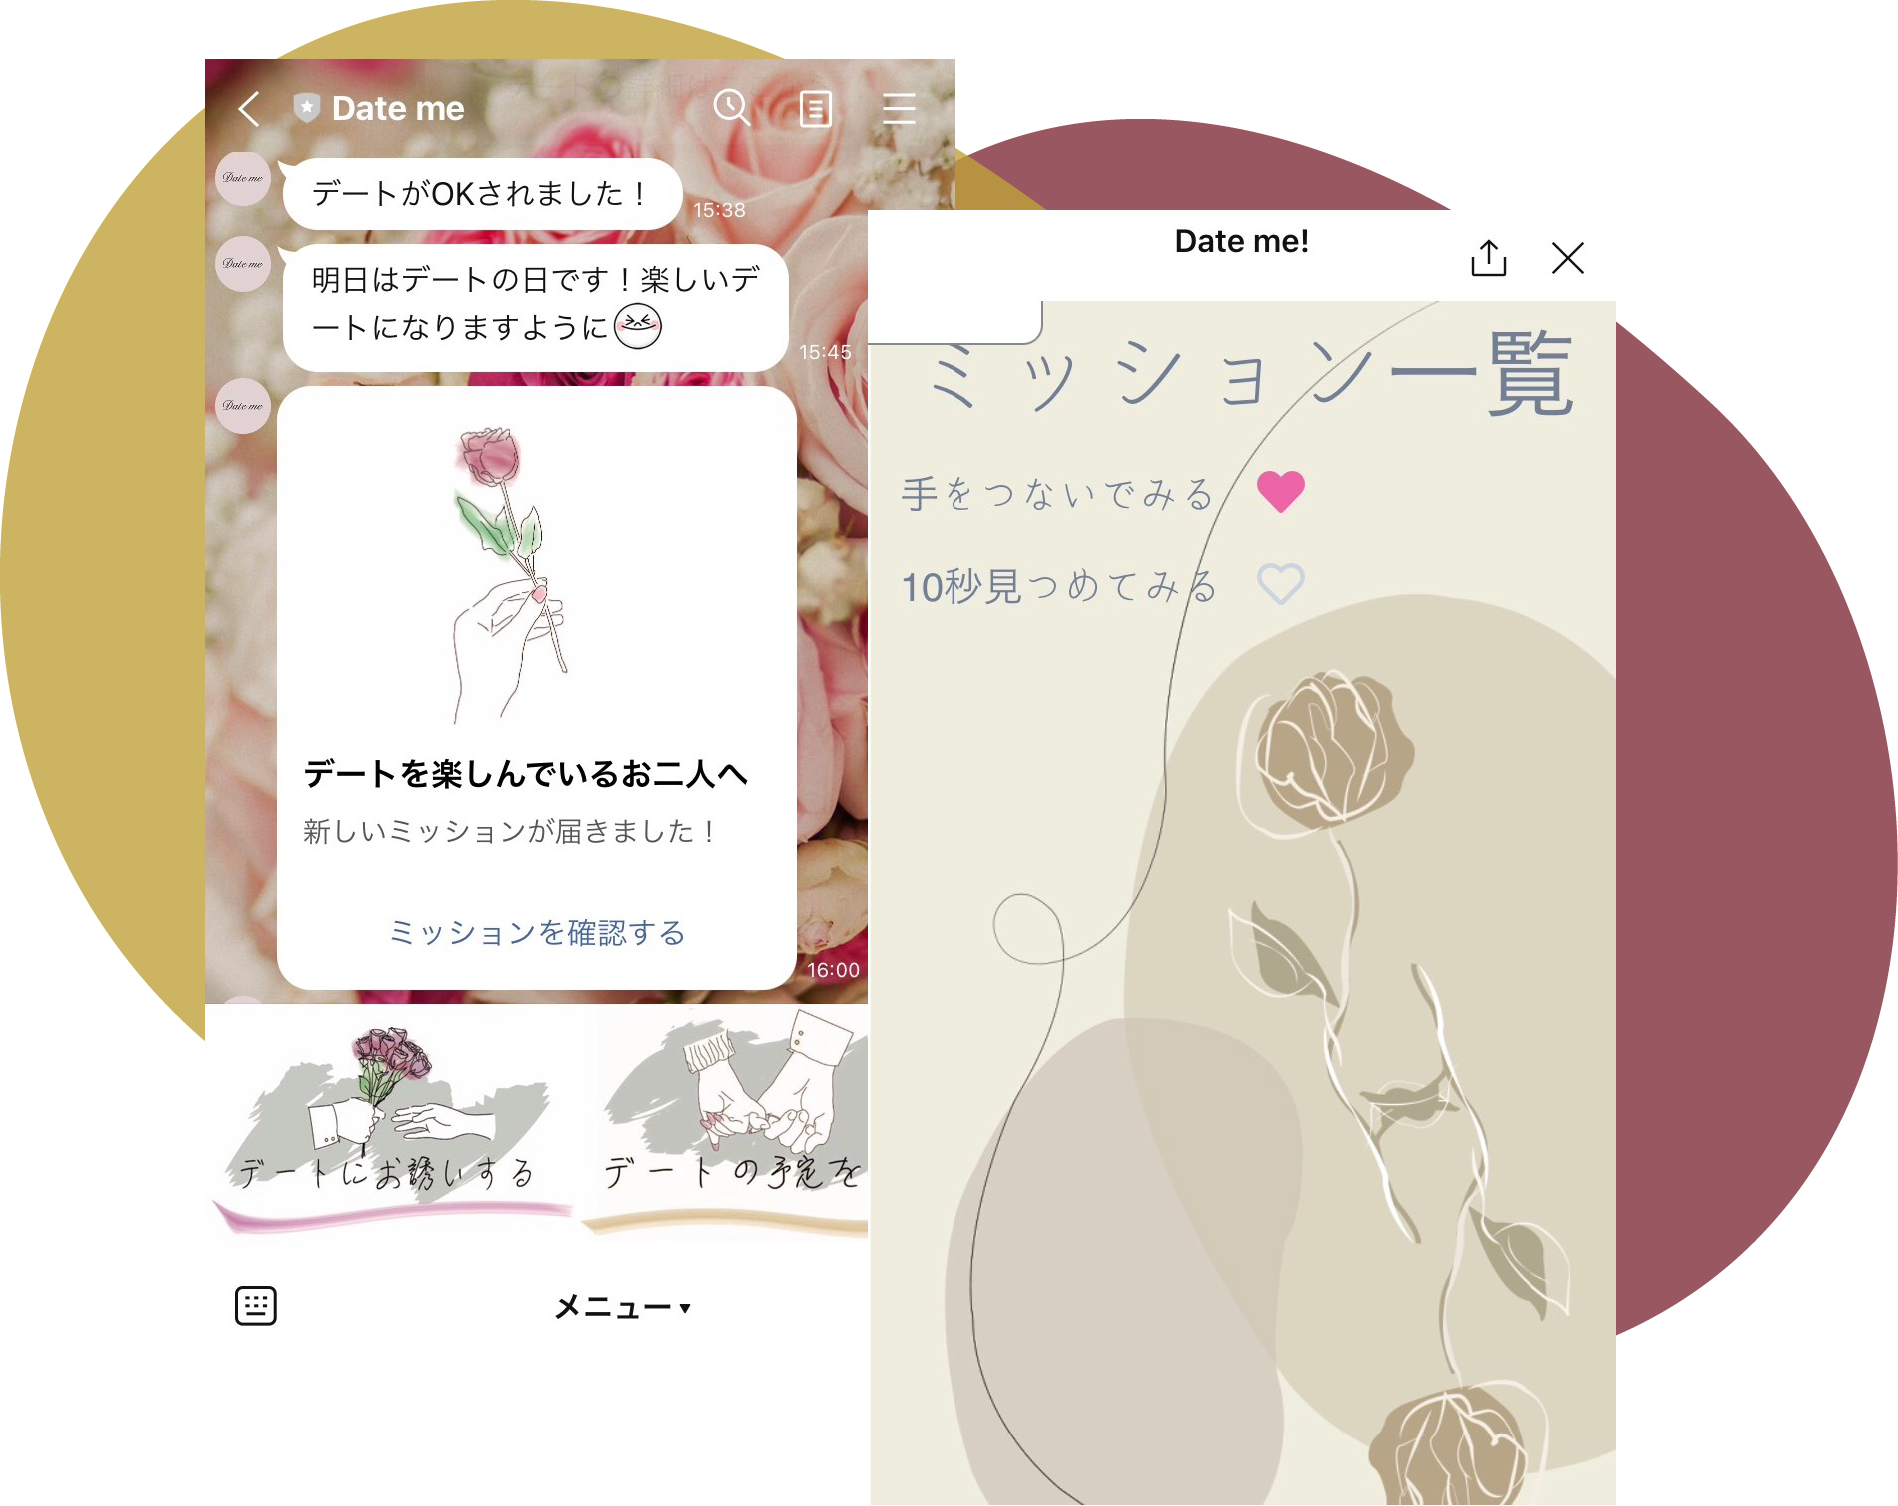 Date me
Date me
デートがOKされました！
15:38
Date me
明日はデートの日です！楽しいデ
ートになりますように
15:45
Date me
デートを楽しんでいるお二人へ
新しいミッションが届きました！
ミッションを確認する
16:00
デートにお誘いする
デートの予定を
メニュー▼
Date me!
ミッション一覧
手をつないでみる
10秒見つめてみる